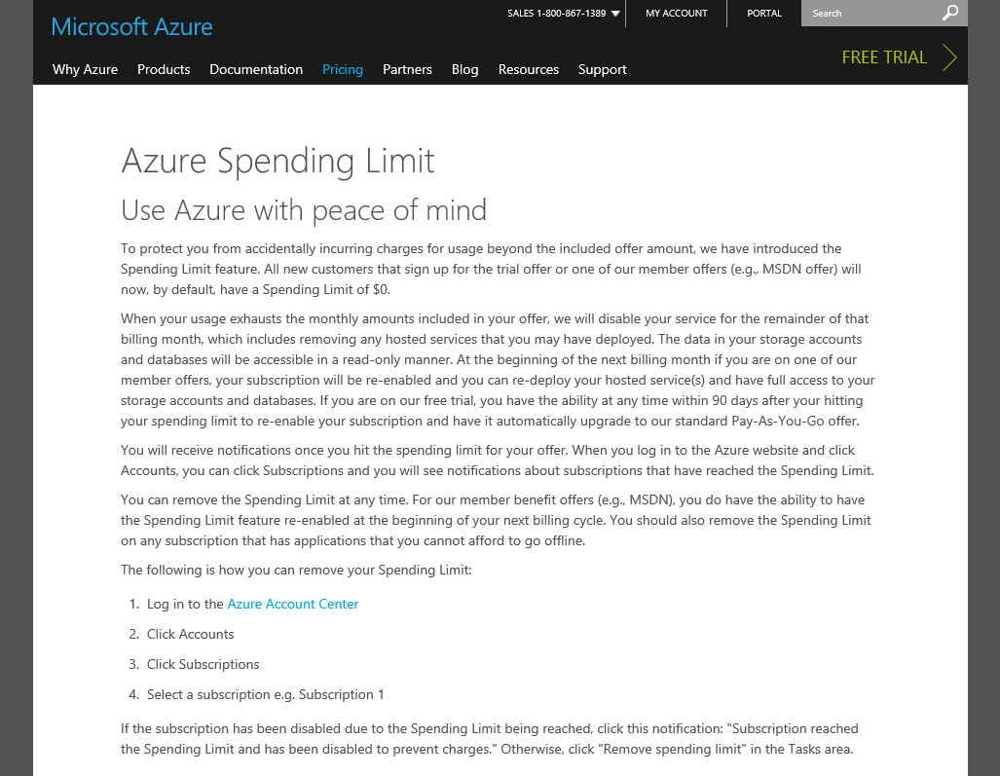 SALES 1-800-867-1389 MY ACCOUNT PORTAL Search
Microsoft Azure
FREE TRIAL
Why Azure Products Documentation Pricing Partners Blog Resources Support
Azure Spending Limit
Use Azure with peace of mind
To protect you from accidentally incurring charges for usage beyond the included offer amount, we have introduced the
Spending Limit feature. All new customers that sign up for the trial offer or one of our member offers (e.g., MSDN offer) will
now, by default, have a Spending Limit of $0.
When your usage exhausts the monthly amounts included in your offer, we will disable your service for the remainder of that
billing month, which includes removing any hosted services that you may have deployed. The data in your storage accounts
and databases will be accessible in a read-only manner. At the beginning of the next billing month if you are on one of our
member offers, your subscription will be re-enabled and you can re-deploy your hosted service(s) and have full access to your
storage accounts and databases. If you are on our free trial, you have the ability at any time within 90 days after your hitting
your spending limit to re-enable your subscription and have it automatically upgrade to our standard Pay-As-You-Go offer.
You will receive notifications once you hit the spending limit for your offer. When you log in to the Azure website and click
Accounts, you can click Subscriptions and you will see notifications about subscriptions that have reached the Spending Limit.
You can remove the Spending Limit at any time. For our member benefit offers (e.g., MSDN), you do have the ability to have
the Spending Limit feature re-enabled at the beginning of your next billing cycle. You should also remove the Spending Limit
on any subscription that has applications that you cannot afford to go offline.
The following is how you can remove your Spending Limit:
1. Log in to the Azure Account Center
2. Click Accounts
3. Click Subscriptions
4. Select a subscription e.g. Subscription 1
If the subscription has been disabled due to the Spending Limit being reached, click this notification: "Subscription reached
the Spending Limit and has been disabled to prevent charges." Otherwise, click "Remove spending limit" in the Tasks area.